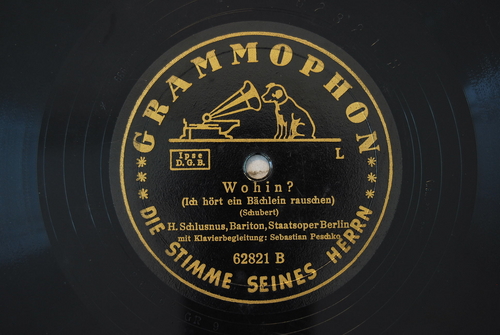 GRAMMOPHON
Ipse
D.G.B.
L
Wohin?
(Ich hört ein Bächlein rauschen)
(Schubert)
H. Schlusnus, Bariton, Staatsoper Berlin
mit Klavierbegleitung: Sebastian Peschko
62821 B
DIE STIMME SEINES HERRN